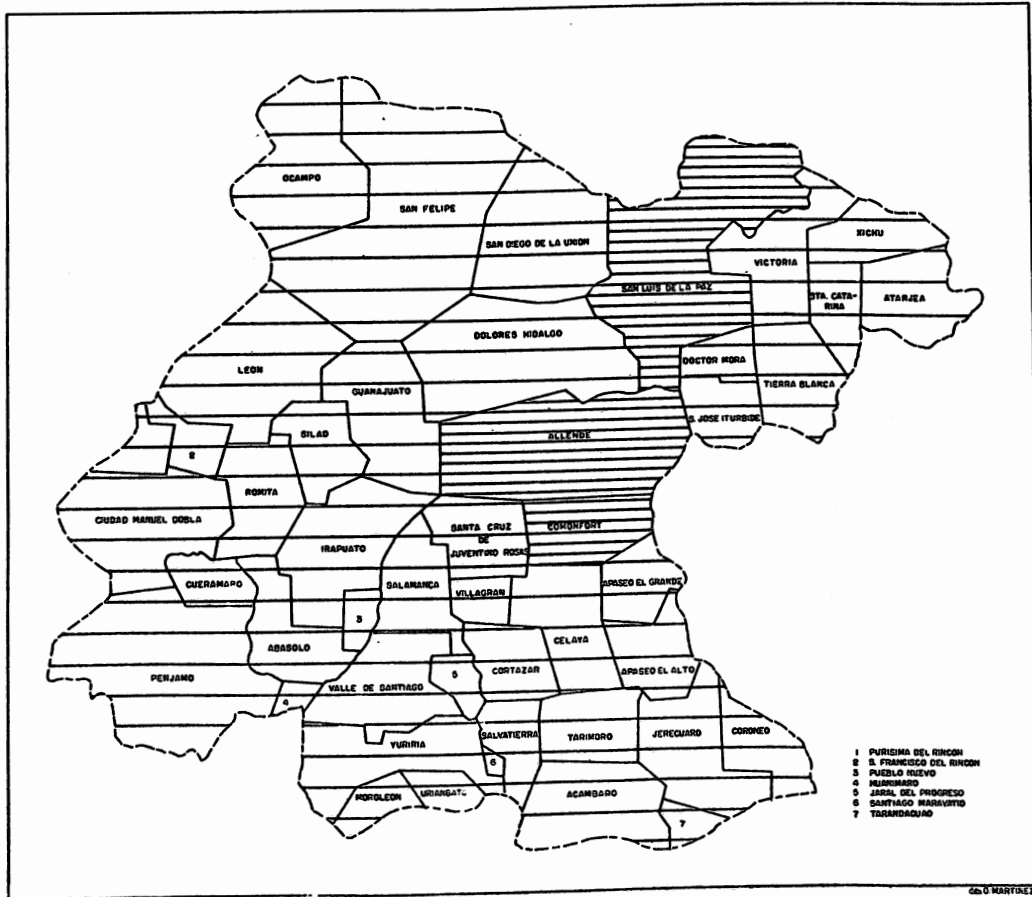 OCAMPO
SAN FELIPE
SAN DIEGO DE LA UNION
XICHU
VICTORIA
SAN LUIS DE LA PAZ
STA. CATA-
RINA
ATARJEA
DOLORES HIDALGO
LEON
GUANAJUATO
DOCTOR MORA
TIERRA BLANCA
S. JOSE ITURBIDE
SILAO
ALLENDE
2
ROMITA
CIUDAD MANUEL DOBLA
IRAPUATO
SANTA CRUZ
DE
JUVENTINO ROSAS
COMONFORT
CUERAMARO
SALAMANCA
VILLAGRAN
APASEO EL GRANDE
3
ABASOLO
CELAYA
PENJAMO
VALLE DE SANTIAGO
5
CORTAZAR
APASEO EL ALTO
4
YURIRIA
SALVATIERRA
TARIMORO
JERECUARO
CORONEO
6
MOROLEON
URIANGATO
ACAMBARO
7
1 PURISIMA DEL RINCON
2 S. FRANCISCO DEL RINCON
3 PUEBLO NUEVO
4 HUANIMARO
5 JARAL DEL PROGRESO
6 SANTIAGO MARAVATIO
7 TARANDACUAO
O. MARTINEZ